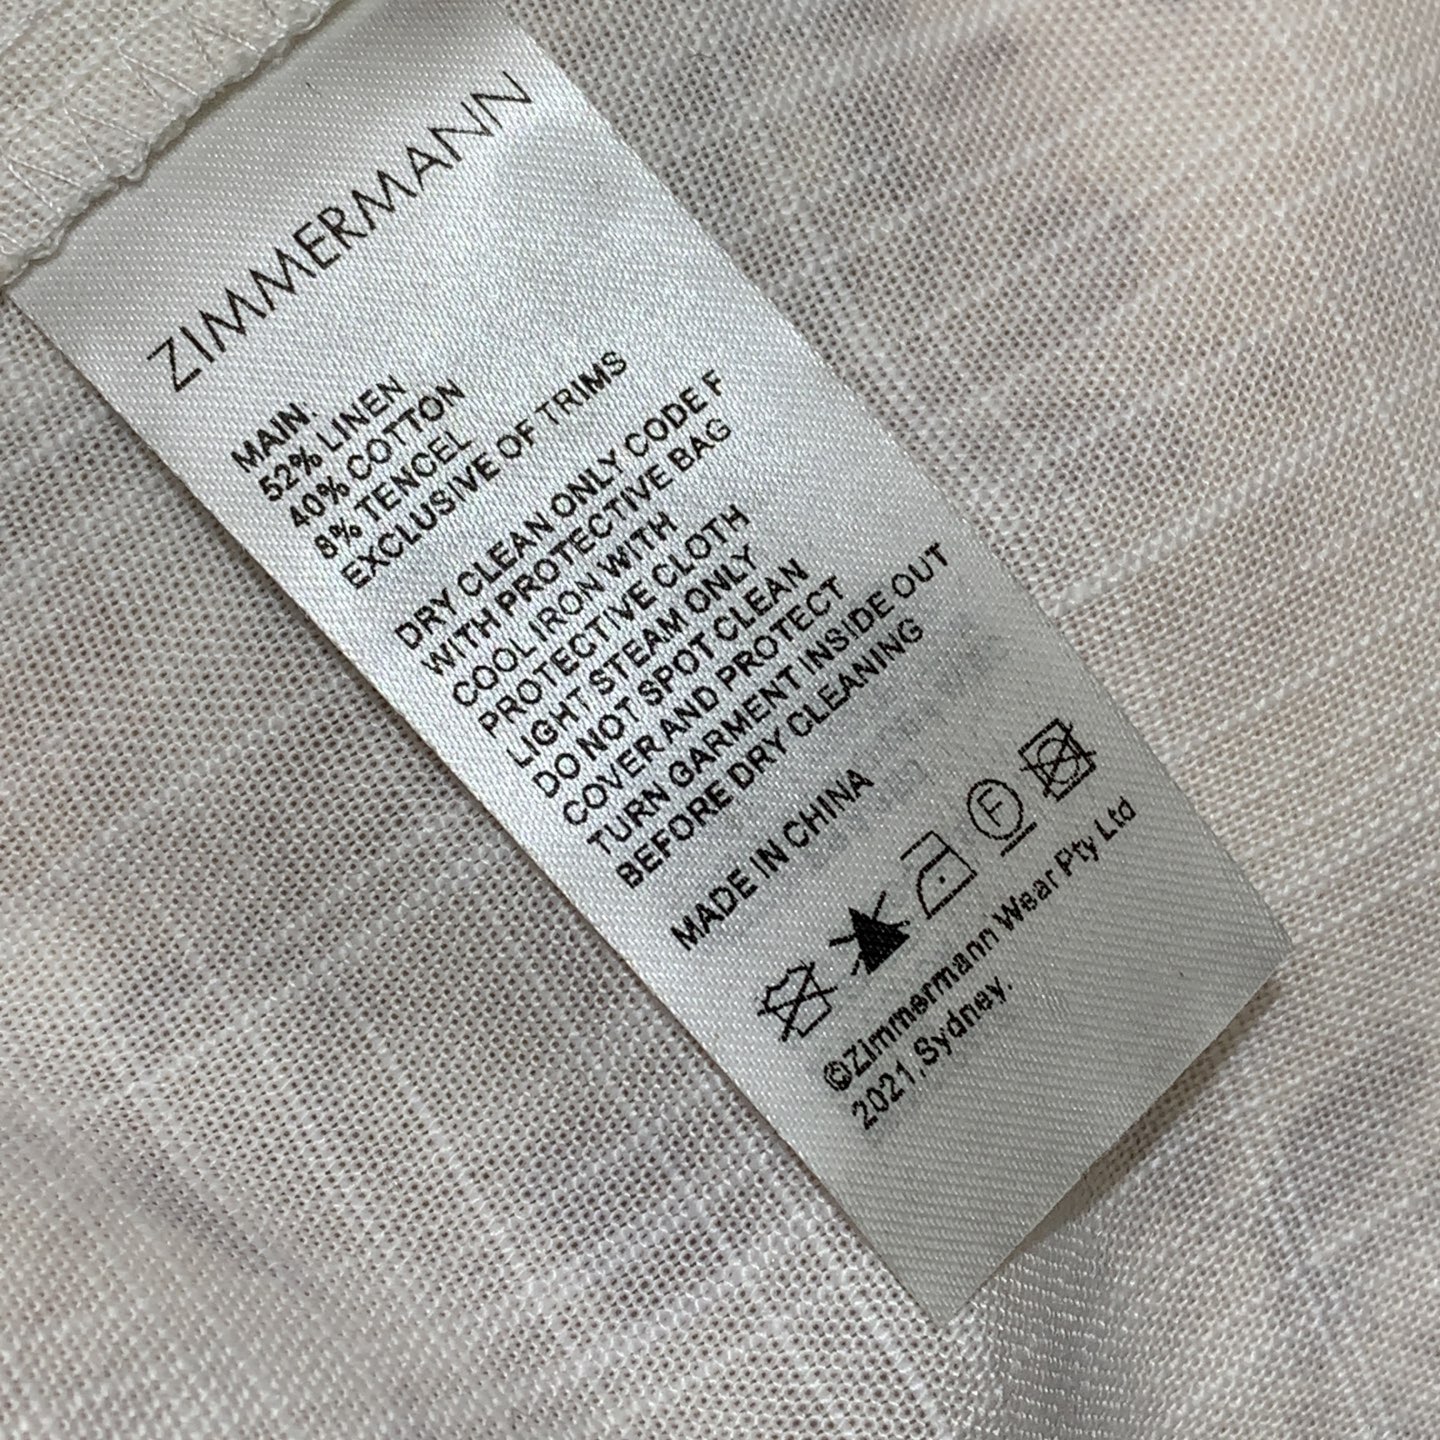 ZIMMERMANN
MAIN.
52% LINEN
40% COTTON
8% TENCEL
EXCLUSIVE OF TRIMS
DRY CLEAN ONLY CODE F
WITH PROTECTIVE BAG
COOL IRON WITH
PROTECTIVE CLOTH
LIGHT STEAM ONLY
DO NOT SPOT CLEAN
COVER AND PROTECT
TURN GARMENT INSIDE OUT
BEFORE DRY CLEANING
MADE IN CHINA
F
©Zimmermann Wear Pty Ltd
2021,Sydney.